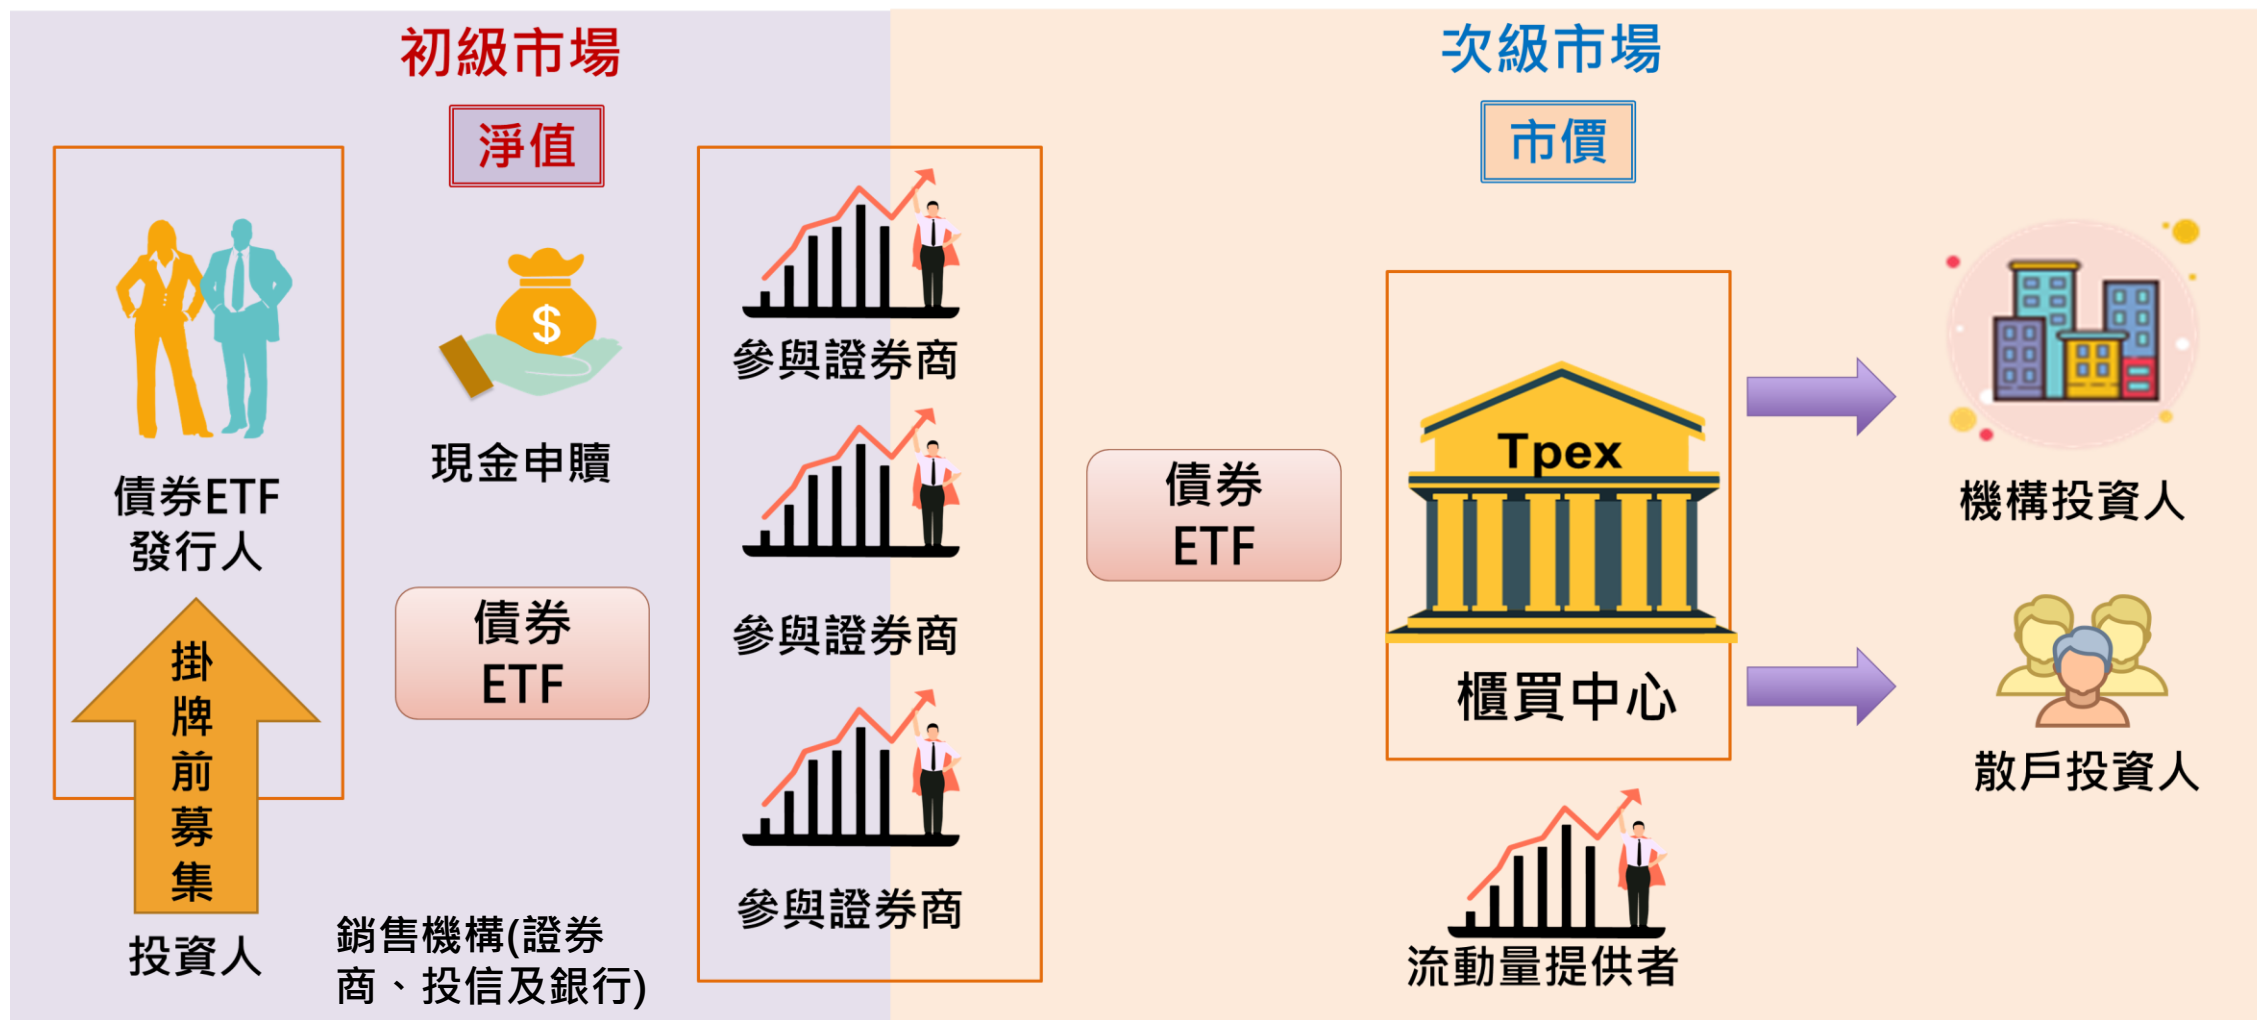 初級市場
淨值
債券ETF
發行人
掛
牌
前
募
集
投資人
現金申贖
$
債券
ETF
銷售機構(證券
商、投信及銀行)
參與證券商
參與證券商
參與證券商
次級市場
市價
債券
ETF
Tpex
櫃買中心
流動量提供者
機構投資人
散戶投資人